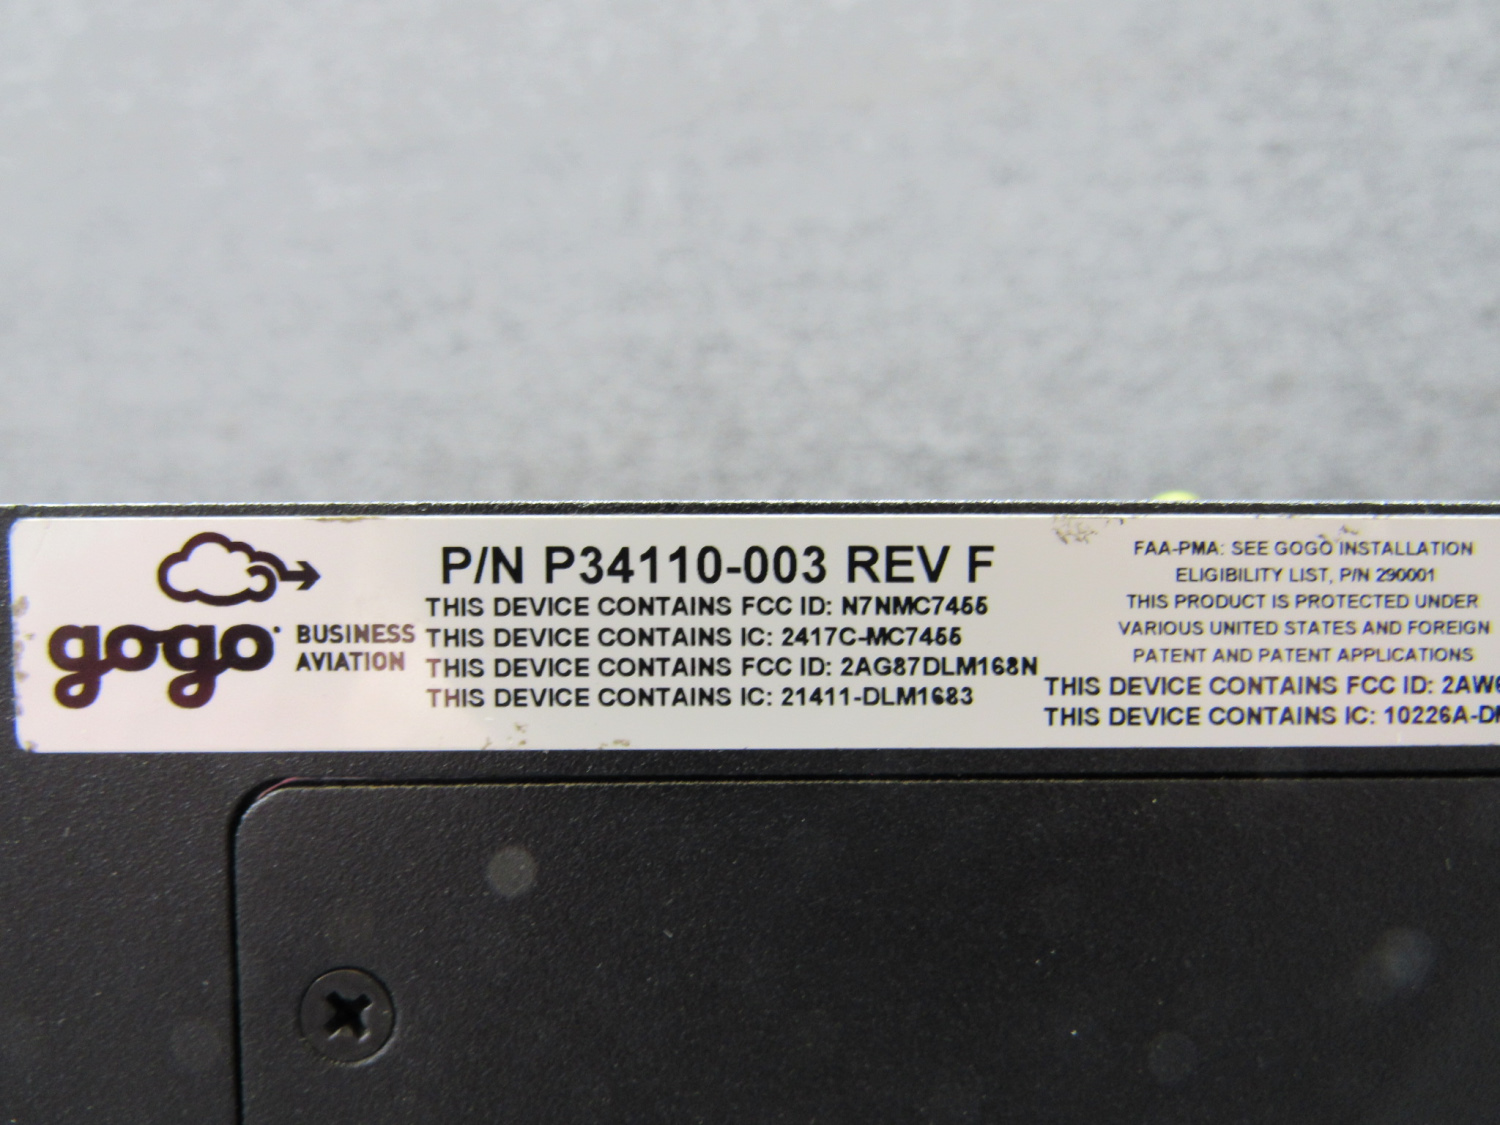 gogo BUSINESS
AVIATION
P/N P34110-003 REV F
THIS DEVICE CONTAINS FCC ID: N7NMC7455
THIS DEVICE CONTAINS IC: 2417C-MC7455
THIS DEVICE CONTAINS FCC ID: 2AG87DLM168N
THIS DEVICE CONTAINS IC: 21411-DLM1683
FAA-PMA: SEE GOGO INSTALLATION
ELIGIBILITY LIST, P/N 290001
THIS PRODUCT IS PROTECTED UNDER
VARIOUS UNITED STATES AND FOREIGN
PATENT AND PATENT APPLICATIONS
THIS DEVICE CONTAINS FCC ID:
THIS DEVICE CONTAINS IC: